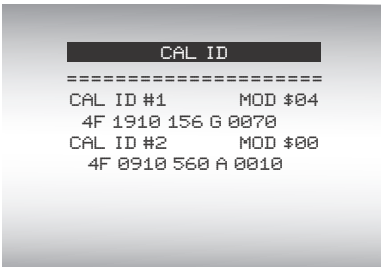 CAL ID
======================
CAL ID #1 MOD $04
4F 1910 156 G 0070
CAL ID #2 MOD $00
4F 0910 560 A 0010